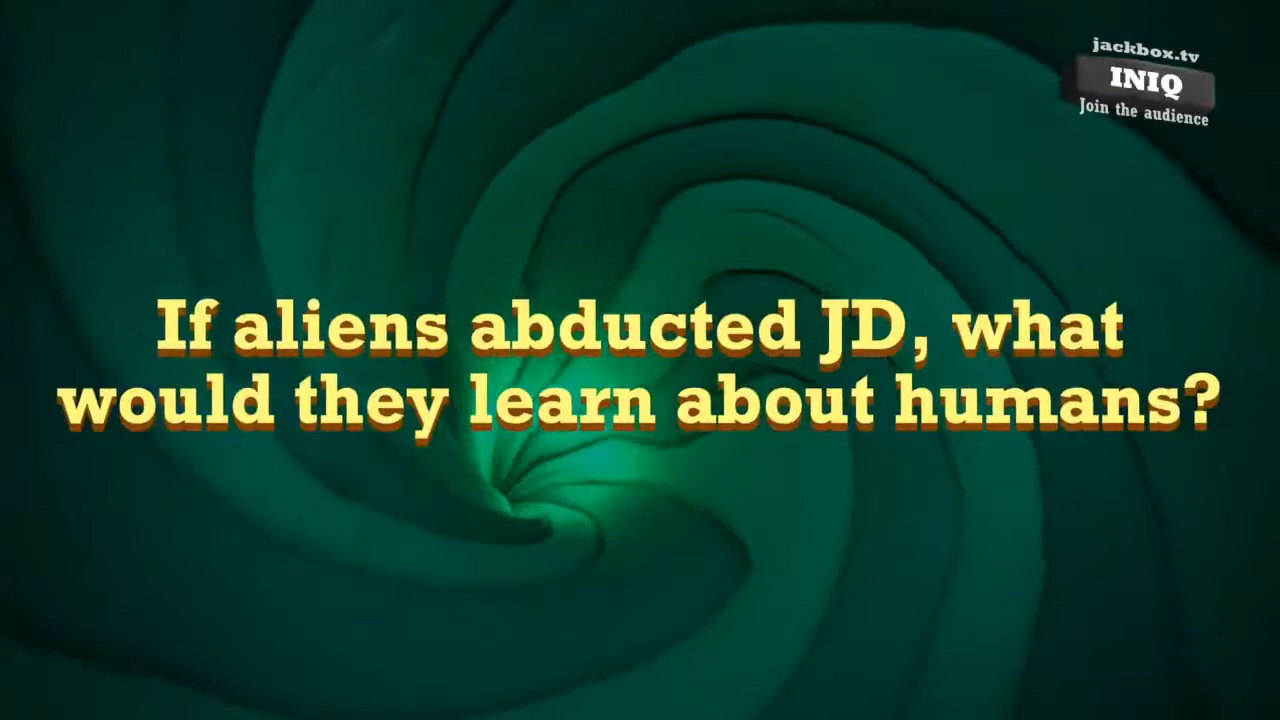 jackbox.tv
INIQ
Join the audience
If aliens abducted JD, what
would they learn about humans?